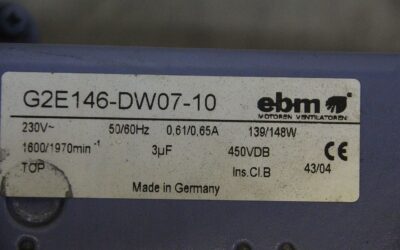 G2E146-DW07-10
ebm
MOTOREN VENTILATOREN
230V~ 50/60Hz 0,61/0,65A 139/148W
1600/1970min⁻¹ 3µF 450VDB CE
TOP Ins.Cl.B 43/04
Made in Germany